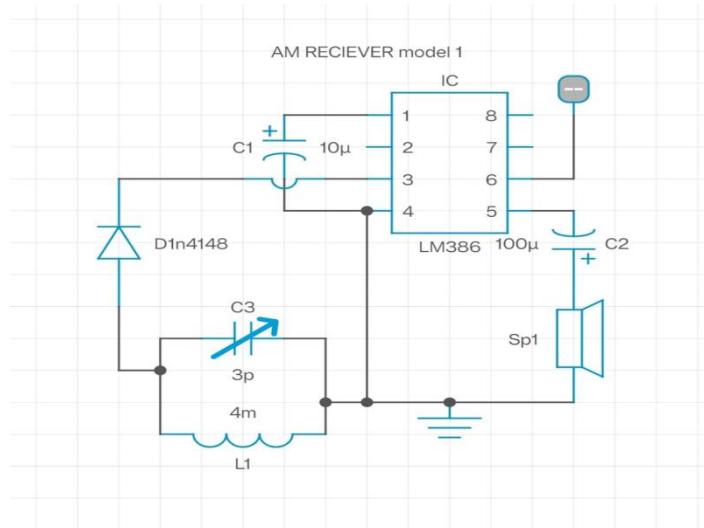 AM RECIEVER model 1
IC
1 8
C1 + 10µ 2 7
3 6
4 5
D1n4148
LM386 100µ C2
+
C3
Sp1
3p
4m
L1